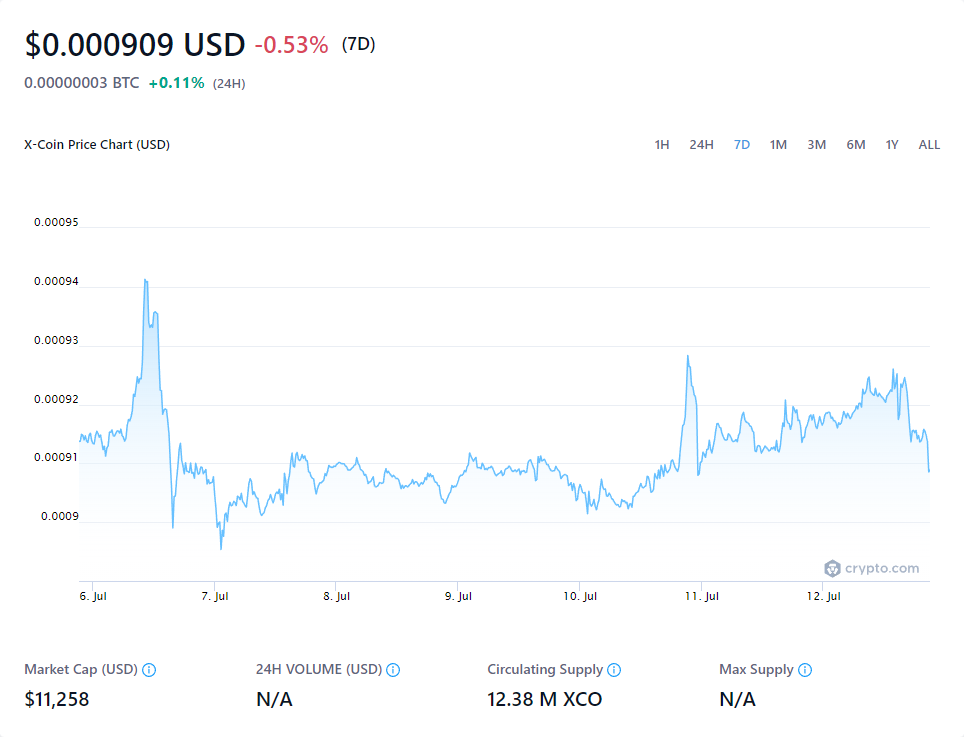 $0.000909 USD -0.53% (7D)
0.00000003 BTC +0.11% (24H)
X-Coin Price Chart (USD) 1H 24H 7D 1M 3M 6M 1Y ALL
0.00095
0.00094
0.00093
0.00092
0.00091
0.0009
crypto.com
6. Jul 7. Jul 8. Jul 9. Jul 10. Jul 11. Jul 12. Jul
Market Cap (USD) 24H VOLUME (USD) Circulating Supply Max Supply
$11,258 N/A 12.38 M XCO N/A